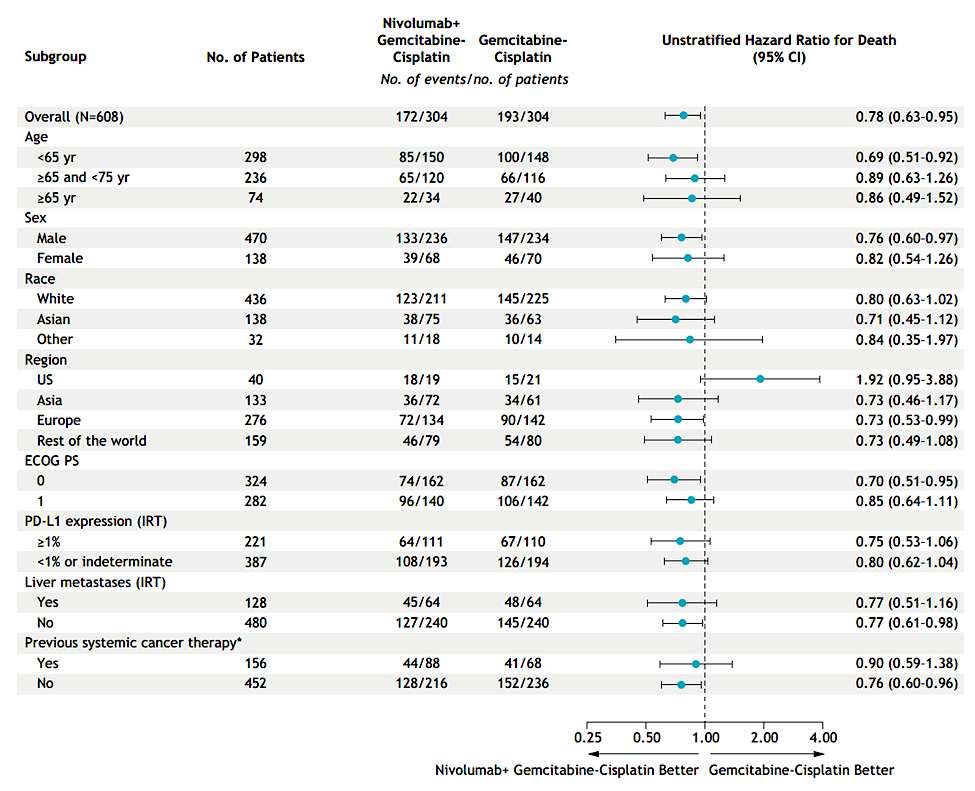 Subgroup No. of Patients Nivolumab+ Gemcitabine-Cisplatin Gemcitabine-Cisplatin Unstratified Hazard Ratio for Death (95% CI)
No. of events/no. of patients
Overall (N=608) 172/304 193/304 0.78 (0.63-0.95)
Age
<65 yr 298 85/150 100/148 0.69 (0.51-0.92)
≥65 and <75 yr 236 65/120 66/116 0.89 (0.63-1.26)
≥65 yr 74 22/34 27/40 0.86 (0.49-1.52)
Sex
Male 470 133/236 147/234 0.76 (0.60-0.97)
Female 138 39/68 46/70 0.82 (0.54-1.26)
Race
White 436 123/211 145/225 0.80 (0.63-1.02)
Asian 138 38/75 36/63 0.71 (0.45-1.12)
Other 32 11/18 10/14 0.84 (0.35-1.97)
Region
US 40 18/19 15/21 1.92 (0.95-3.88)
Asia 133 36/72 34/61 0.73 (0.46-1.17)
Europe 276 72/134 90/142 0.73 (0.53-0.99)
Rest of the world 159 46/79 54/80 0.73 (0.49-1.08)
ECOG PS
0 324 74/162 87/162 0.70 (0.51-0.95)
1 282 96/140 106/142 0.85 (0.64-1.11)
PD-L1 expression (IRT)
≥1% 221 64/111 67/110 0.75 (0.53-1.06)
<1% or indeterminate 387 108/193 126/194 0.80 (0.62-1.04)
Liver metastases (IRT)
Yes 128 45/64 48/64 0.77 (0.51-1.16)
No 480 127/240 145/240 0.77 (0.61-0.98)
Previous systemic cancer therapy*
Yes 156 44/88 41/68 0.90 (0.59-1.38)
No 452 128/216 152/236 0.76 (0.60-0.96)
0.25 0.50 1.00 2.00 4.00
Nivolumab+ Gemcitabine-Cisplatin Better Gemcitabine-Cisplatin Better